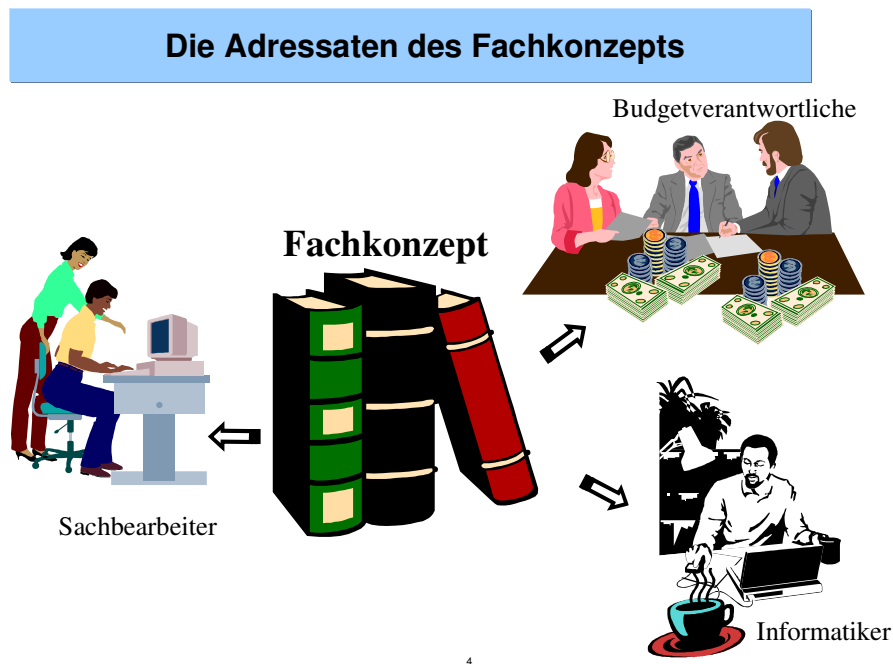 Die Adressaten des Fachkonzepts
Budgetverantwortliche
Fachkonzept
Sachbearbeiter
Informatiker
4